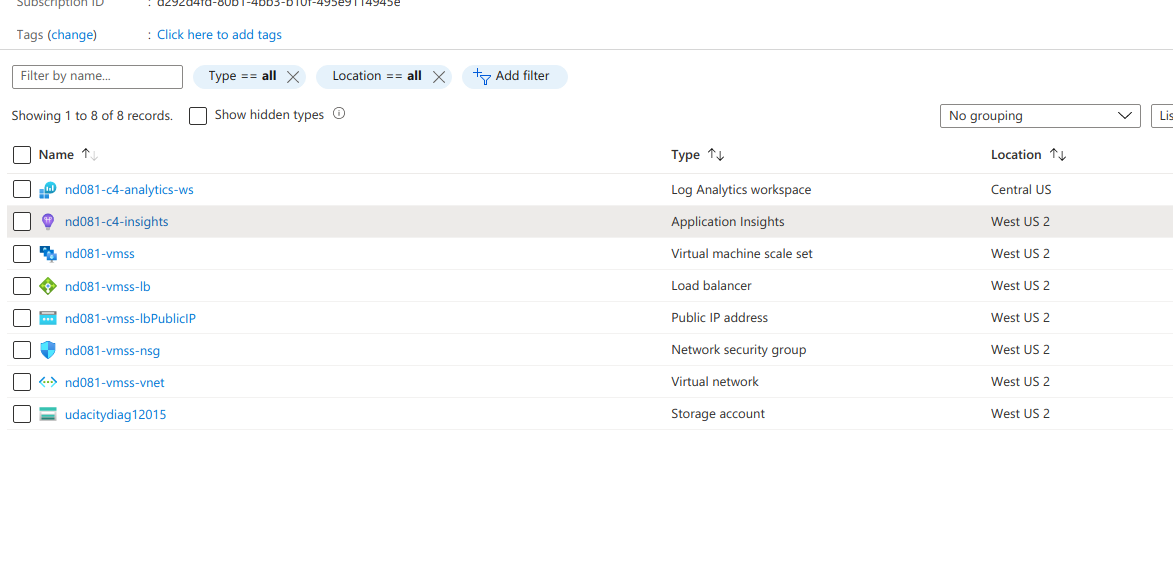 Subscription ID : d292d4fd-80b1-4bb3-b10f-495e9114945e
Tags (change) : Click here to add tags
Filter by name... Type == all Location == all Add filter
Showing 1 to 8 of 8 records. Show hidden types No grouping Lis
Name Type Location
nd081-c4-analytics-ws Log Analytics workspace Central US
nd081-c4-insights Application Insights West US 2
nd081-vmss Virtual machine scale set West US 2
nd081-vmss-lb Load balancer West US 2
nd081-vmss-lbPublicIP Public IP address West US 2
nd081-vmss-nsg Network security group West US 2
nd081-vmss-vnet Virtual network West US 2
udacitydiag12015 Storage account West US 2